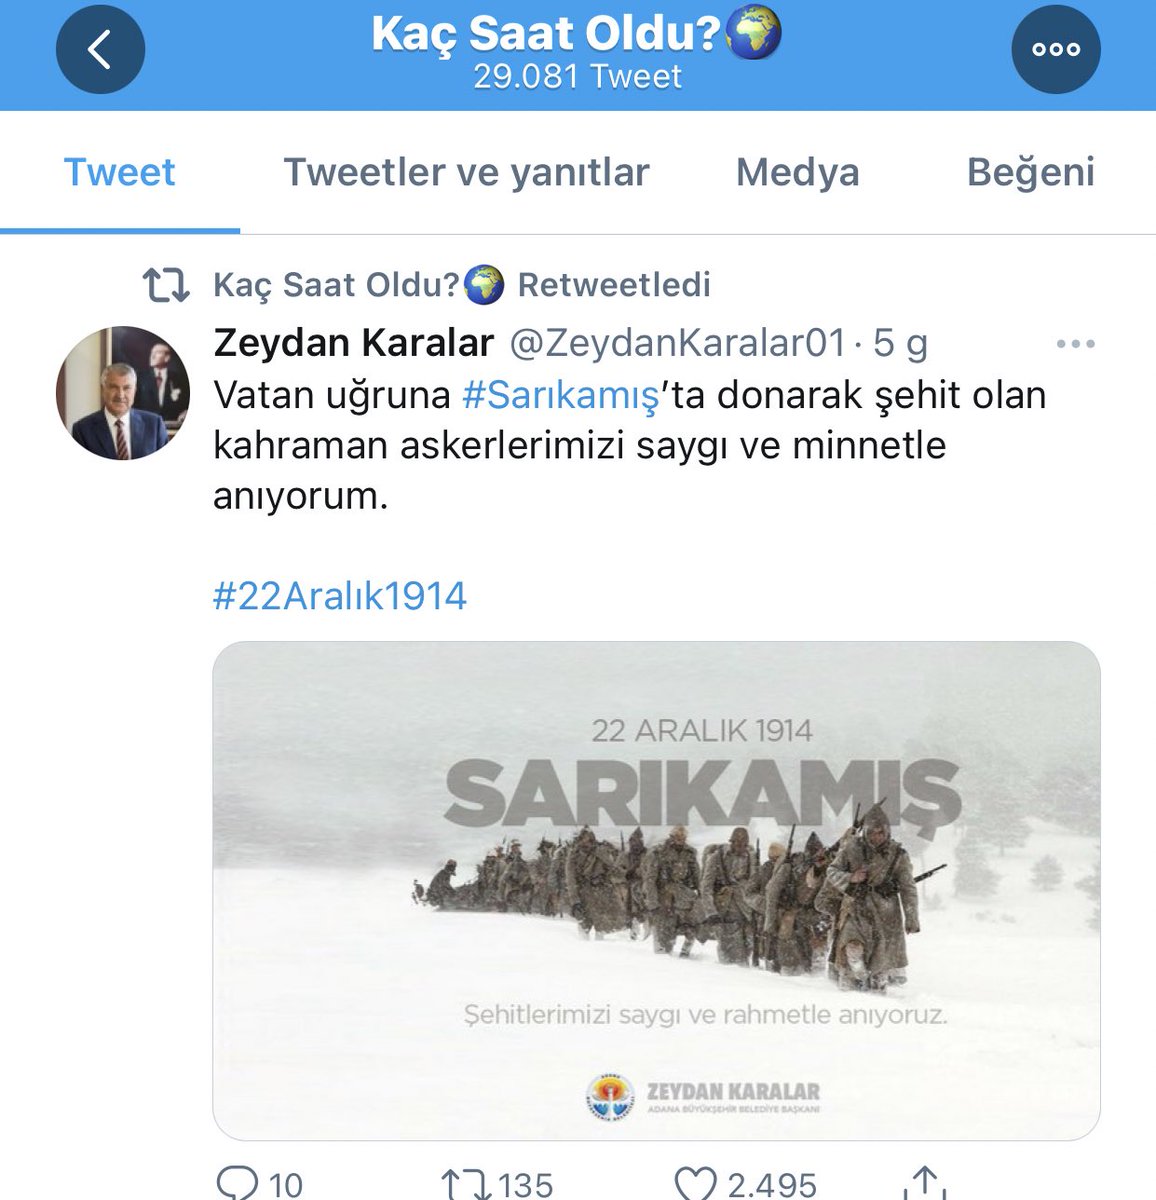 Kaç Saat Oldu?🌍
29.081 Tweet
Tweet Tweetler ve yanıtlar Medya Beğeni
Kaç Saat Oldu?🌍 Retweetledi
Zeydan Karalar @ZeydanKaralar01 · 5 g
Vatan uğruna #Sarıkamış’ta donarak şehit olan
kahraman askerlerimizi saygı ve minnetle
anıyorum.
#22Aralık1914
22 ARALIK 1914
SARIKAMIŞ
Şehitlerimizi saygı ve rahmetle anıyoruz.
ZEYDAN KARALAR
ADANA BÜYÜKŞEHİR BELEDİYE BAŞKANI
10 135 2.495